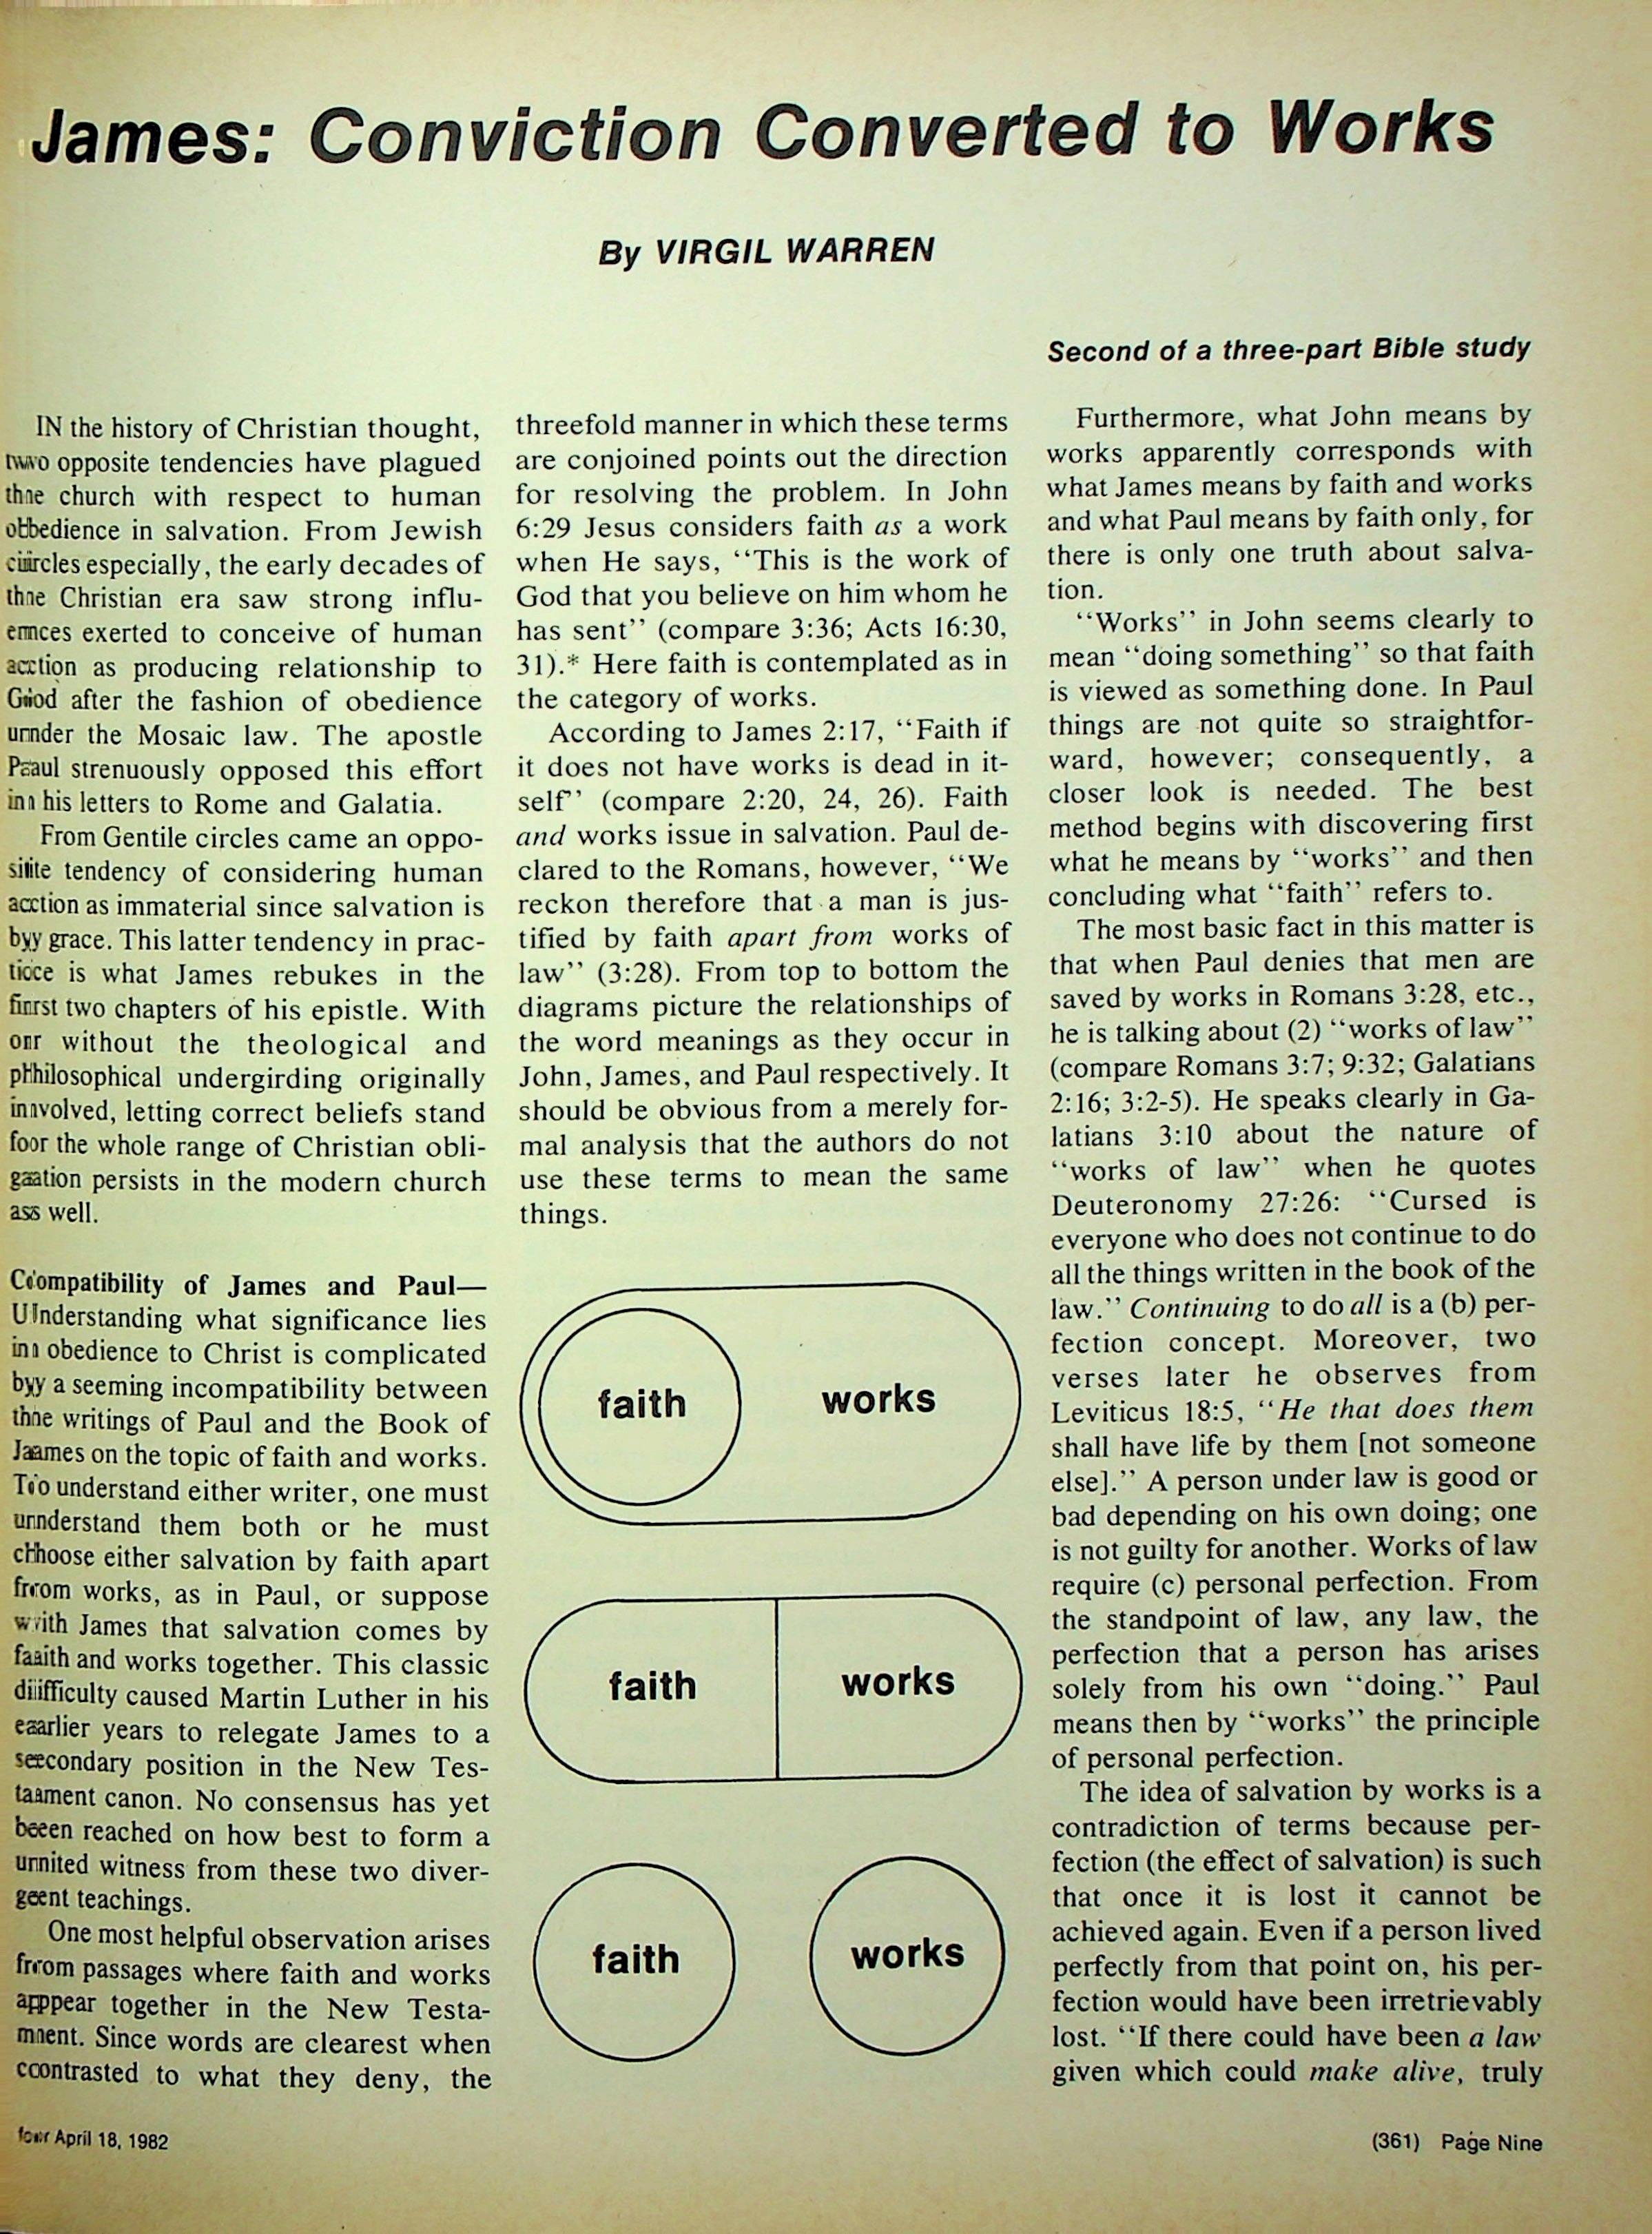 James: Conviction Converted to Works
By VIRGIL WARREN
Second of a three-part Bible study
IN the history of Christian thought,
two opposite tendencies have plagued
the church with respect to human
obedience in salvation. From Jewish
circles especially, the early decades of
the Christian era saw strong influ-
ences exerted to conceive of human
action as producing relationship to
God after the fashion of obedience
under the Mosaic law. The apostle
Paul strenuously opposed this effort
in his letters to Rome and Galatia.
From Gentile circles came an oppo-
site tendency of considering human
action as immaterial since salvation is
by grace. This latter tendency in prac-
tice is what James rebukes in the
first two chapters of his epistle. With
or without the theological and
philosophical undergirding originally
involved, letting correct beliefs stand
for the whole range of Christian obli-
gation persists in the modern church
as well.
Compatibility of James and Paul—
Understanding what significance lies
in obedience to Christ is complicated
by a seeming incompatibility between
the writings of Paul and the Book of
James on the topic of faith and works.
To understand either writer, one must
understand them both or he must
choose either salvation by faith apart
from works, as in Paul, or suppose
with James that salvation comes by
faith and works together. This classic
difficulty caused Martin Luther in his
earlier years to relegate James to a
secondary position in the New Tes-
tament canon. No consensus has yet
been reached on how best to form a
united witness from these two diver-
gent teachings.
One most helpful observation arises
from passages where faith and works
appear together in the New Testa-
ment. Since words are clearest when
contrasted to what they deny, the
threefold manner in which these terms
are conjoined points out the direction
for resolving the problem. In John
6:29 Jesus considers faith as a work
when He says, "This is the work of
God that you believe on him whom he
has sent" (compare 3:36; Acts 16:30,
31).* Here faith is contemplated as in
the category of works.
According to James 2:17, "Faith if
it does not have works is dead in it-
self" (compare 2:20, 24, 26). Faith
and works issue in salvation. Paul de-
clared to the Romans, however, "We
reckon therefore that a man is jus-
tified by faith apart from works of
law" (3:28). From top to bottom the
diagrams picture the relationships of
the word meanings as they occur in
John, James, and Paul respectively. It
should be obvious from a merely for-
mal analysis that the authors do not
use these terms to mean the same
things.
faith works
faith works
faith works
Furthermore, what John means by
works apparently corresponds with
what James means by faith and works
and what Paul means by faith only, for
there is only one truth about salva-
tion.
"Works" in John seems clearly to
mean "doing something" so that faith
is viewed as something done. In Paul
things are not quite so straightfor-
ward, however; consequently, a
closer look is needed. The best
method begins with discovering first
what he means by "works" and then
concluding what "faith" refers to.
The most basic fact in this matter is
that when Paul denies that men are
saved by works in Romans 3:28, etc.,
he is talking about (2) "works of law"
(compare Romans 3:7; 9:32; Galatians
2:16; 3:2-5). He speaks clearly in Ga-
latians 3:10 about the nature of
"works of law" when he quotes
Deuteronomy 27:26: "Cursed is
everyone who does not continue to do
all the things written in the book of the
law." Continuing to do all is a (b) per-
fection concept. Moreover, two
verses later he observes from
Leviticus 18:5, "He that does them
shall have life by them [not someone
else]." A person under law is good or
bad depending on his own doing; one
is not guilty for another. Works of law
require (c) personal perfection. From
the standpoint of law, any law, the
perfection that a person has arises
solely from his own "doing." Paul
means then by "works" the principle
of personal perfection.
The idea of salvation by works is a
contradiction of terms because per-
fection (the effect of salvation) is such
that once it is lost it cannot be
achieved again. Even if a person lived
perfectly from that point on, his per-
fection would have been irretrievably
lost. "If there could have been a law
given which could make alive, truly
for April 18, 1982
(361) Page Nine